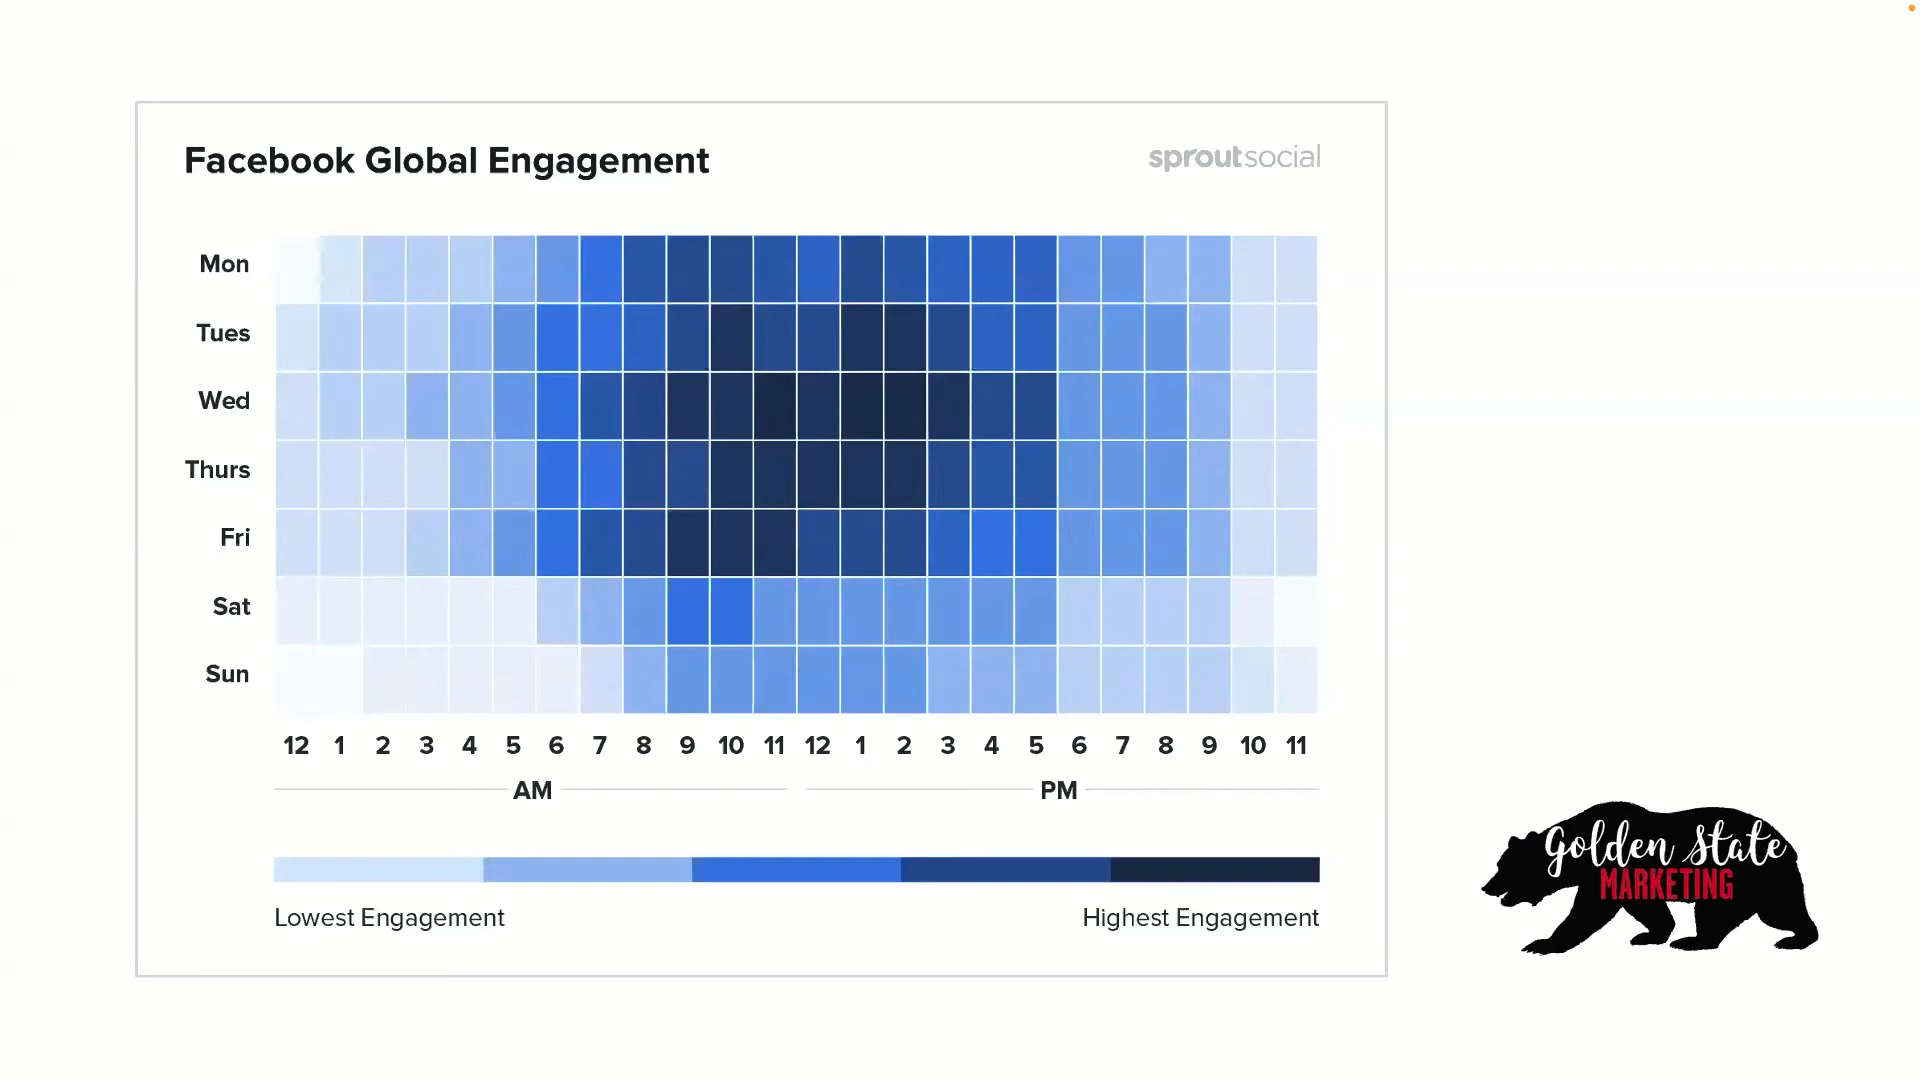 Facebook Global Engagement
sproutsocial
Mon
Tues
Wed
Thurs
Fri
Sat
Sun
12 1 2 3 4 5 6 7 8 9 10 11 12 1 2 3 4 5 6 7 8 9 10 11
AM PM
Lowest Engagement Highest Engagement
Golden State
MARKETING